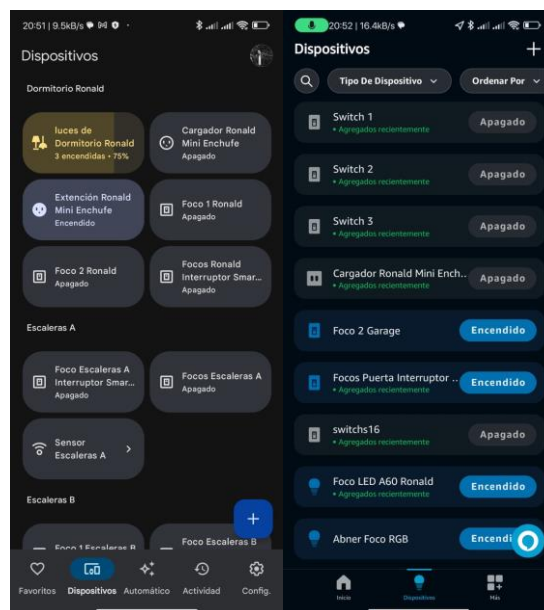 20:51 | 9.5kB/s
Dispositivos
Dormitorio Ronald
luces de
Dormitorio Ronald
3 encendidas • 75%
Cargador Ronald
Mini Enchufe
Apagado
Extención Ronald
Mini Enchufe
Encendido
Foco 1 Ronald
Apagado
Foco 2 Ronald
Apagado
Focos Ronald
Interruptor Smar...
Apagado
Escaleras A
Foco Escaleras A
Interruptor Smar...
Apagado
Focos Escaleras A
Apagado
Sensor
Escaleras A
Escaleras B
Foco 1 Escaleras B
Foco Escaleras B
Favoritos
Dispositivos
Automático
Actividad
Config.
20:52 | 16.4kB/s
Dispositivos
Tipo De Dispositivo
Ordenar Por
Switch 1
• Agregados recientemente
Apagado
Switch 2
• Agregados recientemente
Apagado
Switch 3
• Agregados recientemente
Apagado
Cargador Ronald Mini Ench..
• Agregados recientemente
Apagado
Foco 2 Garage
Encendido
Focos Puerta Interruptor ..
• Agregados recientemente
Encendido
switchs16
• Agregados recientemente
Apagado
Foco LED A60 Ronald
• Agregados recientemente
Encendido
Abner Foco RGB
Encendi
Inicio
Dispositivos
Más